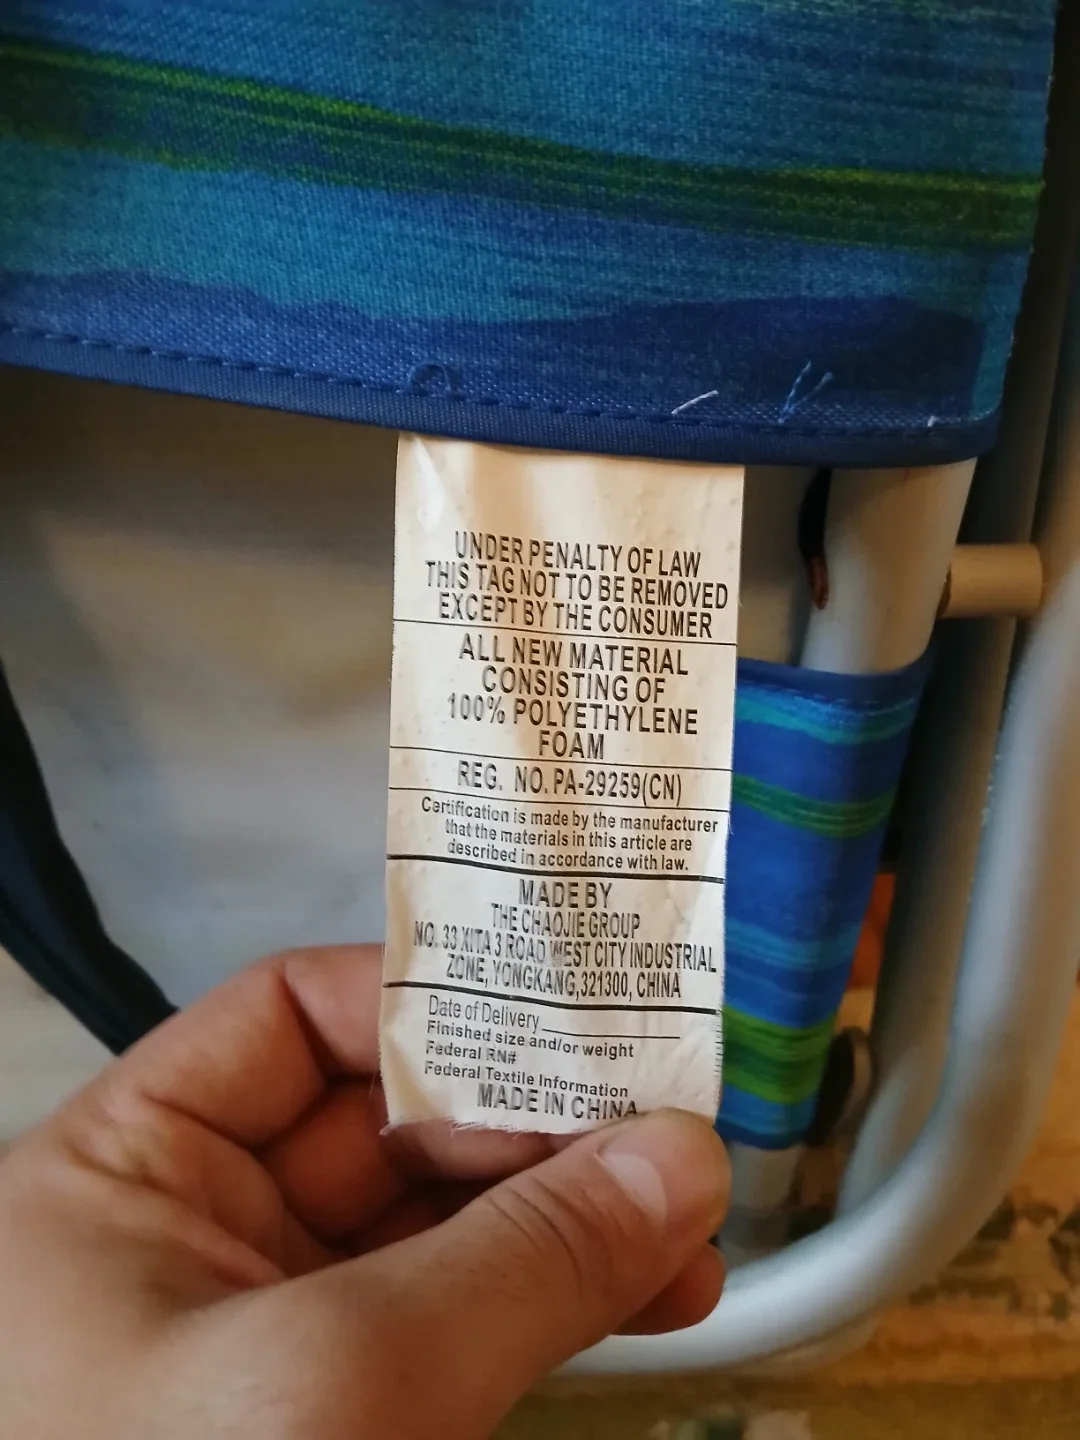 UNDER PENALTY OF LAW
THIS TAG NOT TO BE REMOVED
EXCEPT BY THE CONSUMER
ALL NEW MATERIAL
CONSISTING OF
100% POLYETHYLENE
FOAM
REG. NO. PA-29259(CN)
Certification is made by the manufacturer
that the materials in this article are
described in accordance with law.
MADE BY
THE CHAOJIE GROUP
NO. 33 XITA 3 ROAD WEST CITY INDUSTRIAL
ZONE, YONGKANG,321300, CHINA
Date of Delivery
Finished size and/or weight
Federal RN#
Federal Textile Information
MADE IN CHINA